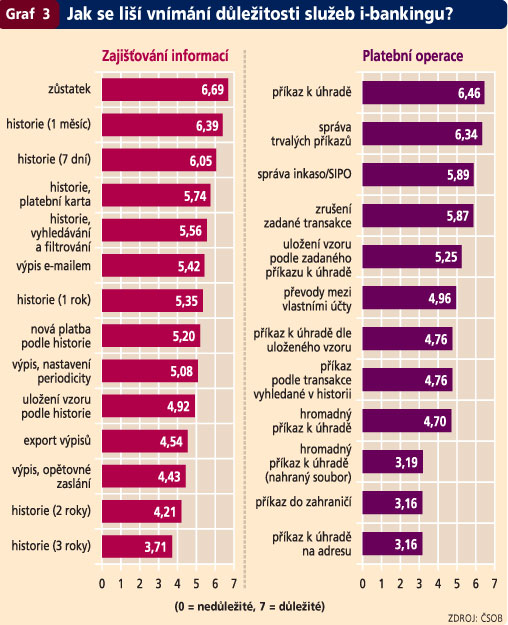 Graf 3 Jak se liší vnímání důležitosti služeb i-bankingu?
Zajišťování informací
zůstatek 6,69
historie (1 měsíc) 6,39
historie (7 dní) 6,05
historie,
platební karta 5,74
historie,
vyhledávání 5,56
a filtrování
výpis e-mailem 5,42
historie (1 rok) 5,35
nová platba 5,20
podle historie
výpis, nastavení 5,08
periodicity
uložení vzoru 4,92
podle historie
export výpisů 4,54
výpis, opětovné 4,43
zaslání
historie (2 roky) 4,21
historie (3 roky) 3,71
0 1 2 3 4 5 6 7
Platební operace
příkaz k úhradě 6,46
správa 6,34
trvalých příkazů
správa inkaso/SIPO 5,89
zrušení 5,87
zadané transakce
uložení vzoru
podle zadaného 5,25
příkazu k úhradě
převody mezi 4,96
vlastními účty
příkaz k úhradě dle 4,76
uloženého vzoru
příkaz
podle transakce 4,76
vyhledané v historii
hromadný 4,70
příkaz k úhradě
hromadný
příkaz k úhradě 3,19
(nahraný soubor)
příkaz do zahraničí 3,16
příkaz k úhradě 3,16
na adresu
0 1 2 3 4 5 6 7
(0 = nedůležité, 7 = důležité)
ZDROJ: ČSOB